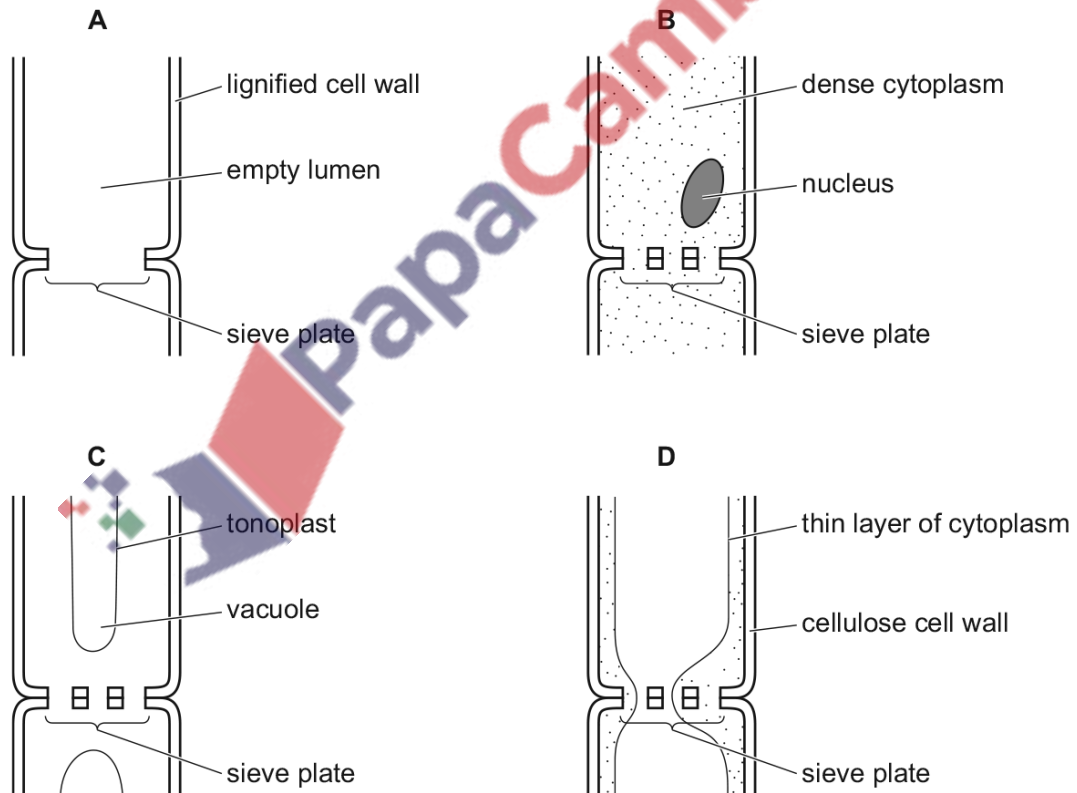 A
lignified cell wall
empty lumen
sieve plate
B
dense cytoplasm
nucleus
sieve plate
C
tonoplast
vacuole
sieve plate
D
thin layer of cytoplasm
cellulose cell wall
sieve plate
PapaCam